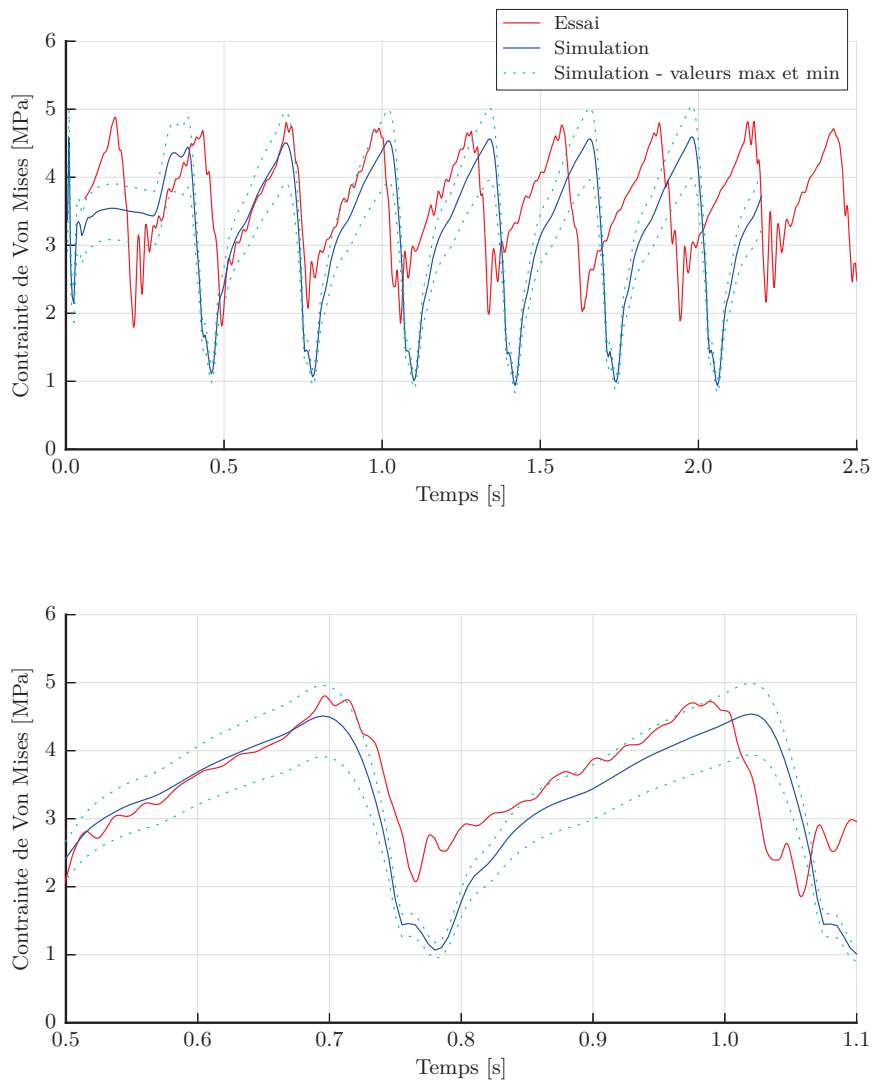 Essai
Simulation
Simulation - valeurs max et min
Contrainte de Von Mises [MPa]
6
5
4
3
2
1
0
0.0 0.5 1.0 1.5 2.0 2.5
Temps [s]
Contrainte de Von Mises [MPa]
6
5
4
3
2
1
0
0.5 0.6 0.7 0.8 0.9 1.0 1.1
Temps [s]